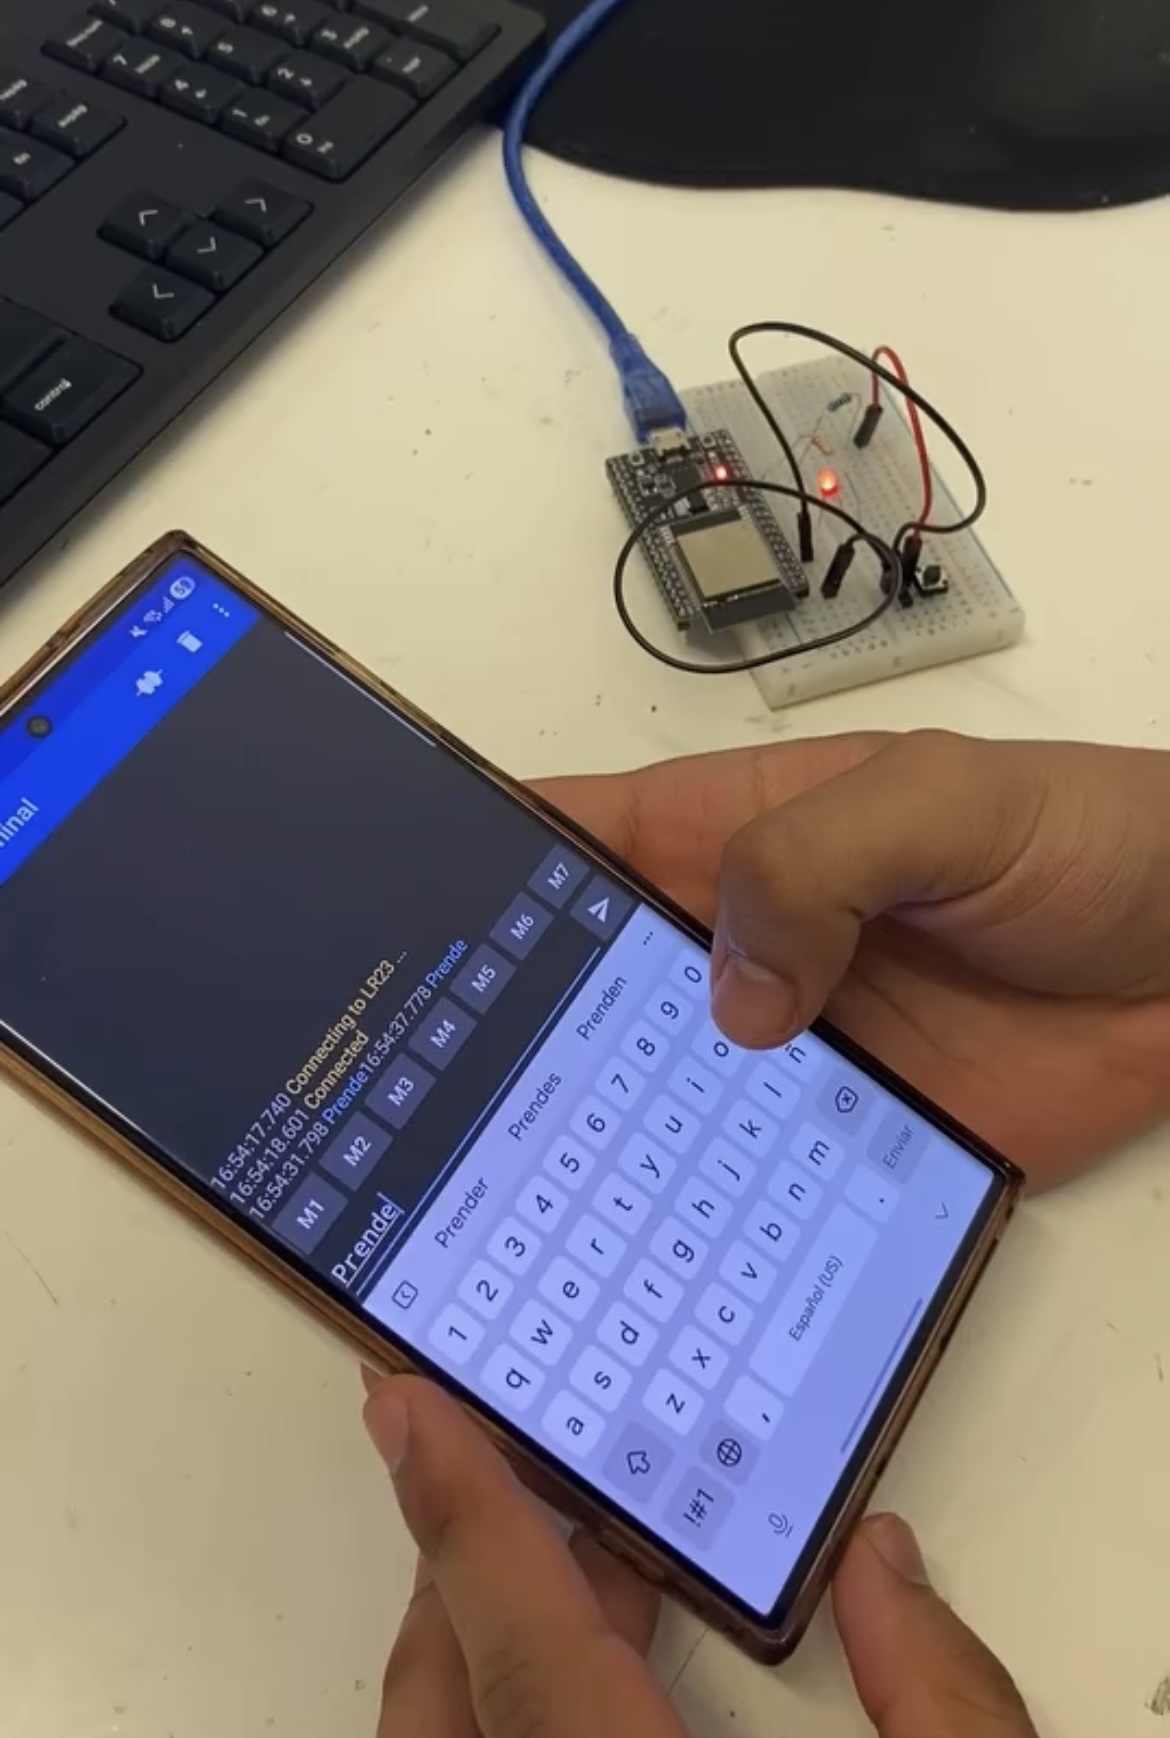 control
59
16:54:17.740 Connecting to LR23 ...
16:54:18.601 Connected
16:54:31.798 Prende16:54:37.778 Prende
M1 M2 M3 M4 M5 M6 M7
Prende
Prender Prendes Prenden ...
1 2 3 4 5 6 7 8 9 0
q w e r t y u i o
a s d f g h j k l ñ
z x c v b n m
!#1 , Español (US) . Enviar